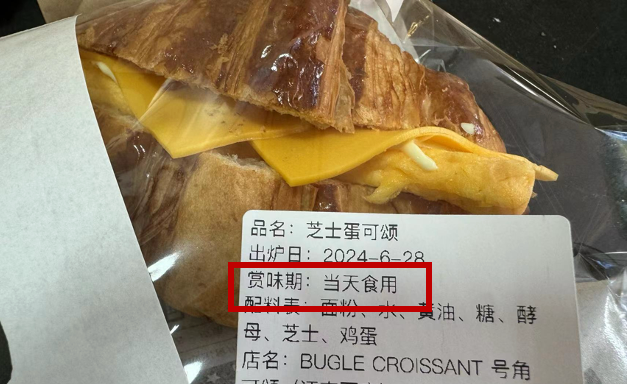 品名：芝士蛋可颂
出炉日：2024-6-28
赏味期：当天食用
配料表：面粉、水、黄油、糖、酵
母、芝士、鸡蛋
店名：BUGLE CROISSANT 号角
可颂